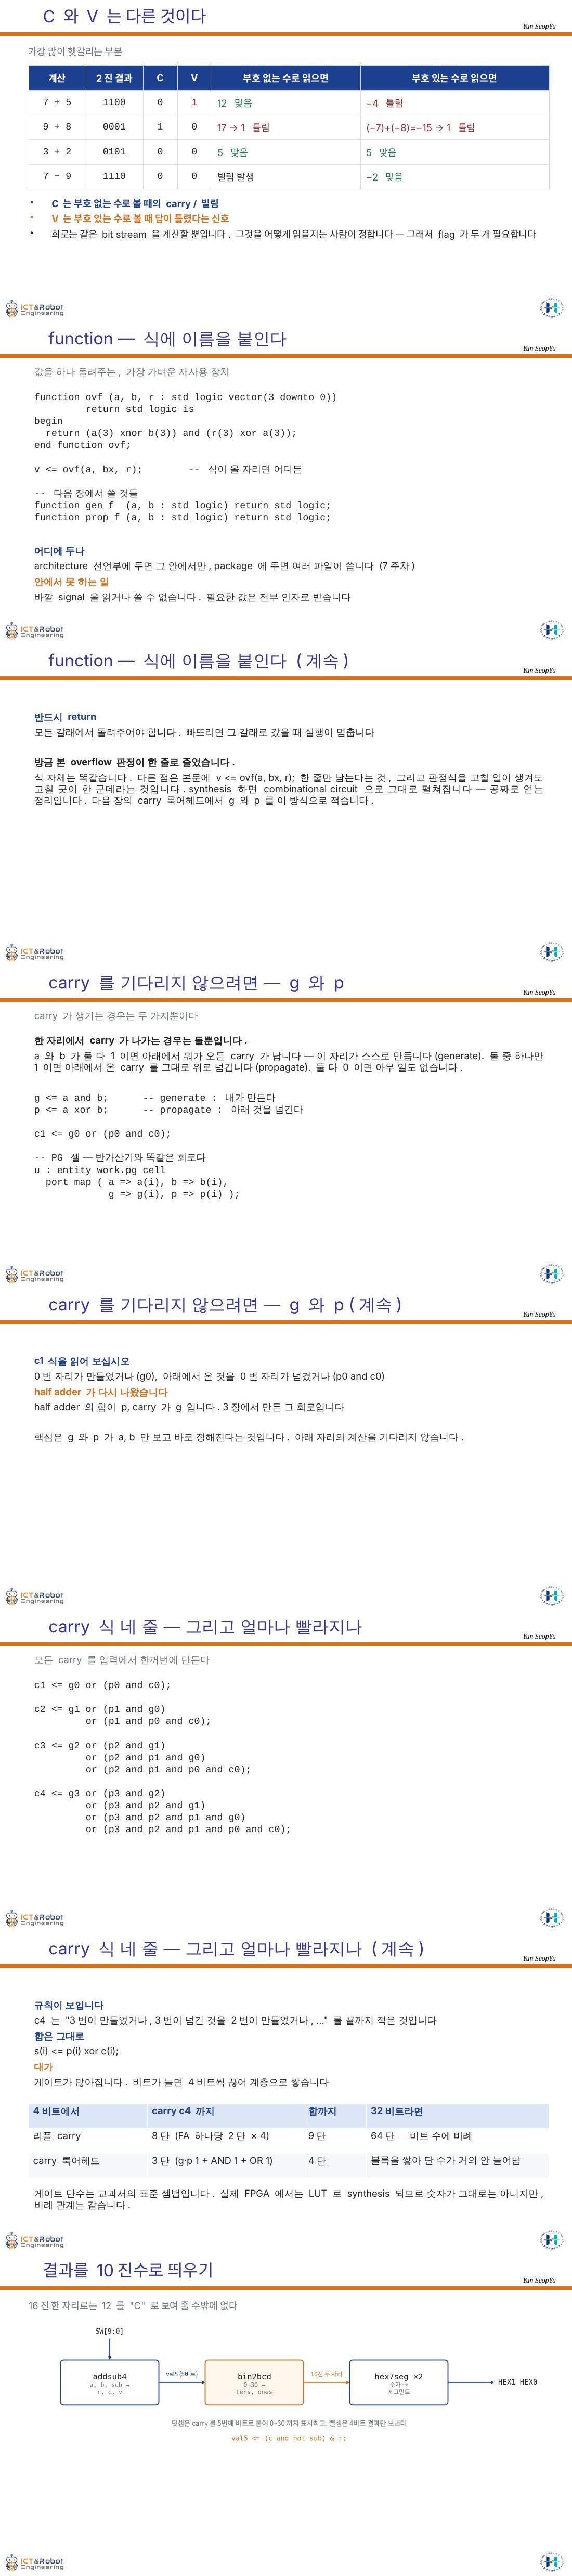 C 와 V 는 다른 것이다
Yun SeopYu
가장 많이 헷갈리는 부분
계산 2 진 결과 C V 부호 없는 수로 읽으면 부호 있는 수로 읽으면
7 + 5 1100 0 1 12 맞음 −4 틀림
9 + 8 0001 1 0 17 → 1 틀림 (−7)+(−8)=−15 → 1 틀림
3 + 2 0101 0 0 5 맞음 5 맞음
7 − 9 1110 0 0 빌림 발생 −2 맞음
• C 는 부호 없는 수로 볼 때의 carry / 빌림
• V 는 부호 있는 수로 볼 때 답이 틀렸다는 신호
• 회로는 같은 bit stream 을 계산할 뿐입니다 . 그것을 어떻게 읽을지는 사람이 정합니다 — 그래서 flag 가 두 개 필요합니다
ICT&Robot
Engineering
function — 식에 이름을 붙인다
Yun SeopYu
값을 하나 돌려주는 , 가장 가벼운 재사용 장치
function ovf (a, b, r : std_logic_vector(3 downto 0))
return std_logic is
begin
return (a(3) xnor b(3)) and (r(3) xor a(3));
end function ovf;
v <= ovf(a, bx, r); -- 식이 올 자리면 어디든
-- 다음 장에서 쓸 것들
function gen_f (a, b : std_logic) return std_logic;
function prop_f (a, b : std_logic) return std_logic;
어디에 두나
architecture 선언부에 두면 그 안에서만 , package 에 두면 여러 파일이 씁니다 (7 주차 )
안에서 못 하는 일
바깥 signal 을 읽거나 쓸 수 없습니다 . 필요한 값은 전부 인자로 받습니다
ICT&Robot
Engineering
function — 식에 이름을 붙인다 ( 계속 )
Yun SeopYu
반드시 return
모든 갈래에서 돌려주어야 합니다 . 빠뜨리면 그 갈래로 갔을 때 실행이 멈춥니다
방금 본 overflow 판정이 한 줄로 줄었습니다 .
식 자체는 똑같습니다 . 다른 점은 본문에 v <= ovf(a, bx, r); 한 줄만 남는다는 것 , 그리고 판정식을 고칠 일이 생겨도
고칠 곳이 한 군데라는 것입니다 . synthesis 하면 combinational circuit 으로 그대로 펼쳐집니다 — 공짜로 얻는
정리입니다 . 다음 장의 carry 룩어헤드에서 g 와 p 를 이 방식으로 적습니다 .
ICT&Robot
Engineering
carry 를 기다리지 않으려면 — g 와 p
Yun SeopYu
carry 가 생기는 경우는 두 가지뿐이다
한 자리에서 carry 가 나가는 경우는 둘뿐입니다 .
a 와 b 가 둘 다 1 이면 아래에서 뭐가 오든 carry 가 납니다 — 이 자리가 스스로 만듭니다 (generate). 둘 중 하나만
1 이면 아래에서 온 carry 를 그대로 위로 넘깁니다 (propagate). 둘 다 0 이면 아무 일도 없습니다 .
g <= a and b; -- generate : 내가 만든다
p <= a xor b; -- propagate : 아래 것을 넘긴다
c1 <= g0 or (p0 and c0);
-- PG 셀 — 반가산기와 똑같은 회로다
u : entity work.pg_cell
port map ( a => a(i), b => b(i),
g => g(i), p => p(i) );
ICT&Robot
Engineering
carry 를 기다리지 않으려면 — g 와 p ( 계속 )
Yun SeopYu
c1 식을 읽어 보십시오
0 번 자리가 만들었거나 (g0), 아래에서 온 것을 0 번 자리가 넘겼거나 (p0 and c0)
half adder 가 다시 나왔습니다
half adder 의 합이 p, carry 가 g 입니다 . 3 장에서 만든 그 회로입니다
핵심은 g 와 p 가 a, b 만 보고 바로 정해진다는 것입니다 . 아래 자리의 계산을 기다리지 않습니다 .
ICT&Robot
Engineering
carry 식 네 줄 — 그리고 얼마나 빨라지나
Yun SeopYu
모든 carry 를 입력에서 한꺼번에 만든다
c1 <= g0 or (p0 and c0);
c2 <= g1 or (p1 and g0)
or (p1 and p0 and c0);
c3 <= g2 or (p2 and g1)
or (p2 and p1 and g0)
or (p2 and p1 and p0 and c0);
c4 <= g3 or (p3 and g2)
or (p3 and p2 and g1)
or (p3 and p2 and p1 and g0)
or (p3 and p2 and p1 and p0 and c0);
ICT&Robot
Engineering
carry 식 네 줄 — 그리고 얼마나 빨라지나 ( 계속 )
Yun SeopYu
규칙이 보입니다
c4 는 "3 번이 만들었거나 , 3 번이 넘긴 것을 2 번이 만들었거나 , …" 를 끝까지 적은 것입니다
합은 그대로
s(i) <= p(i) xor c(i);
대가
게이트가 많아집니다 . 비트가 늘면 4 비트씩 끊어 계층으로 쌓습니다
4 비트에서 carry c4 까지 합까지 32 비트라면
리플 carry 8 단 (FA 하나당 2 단 × 4) 9 단 64 단 — 비트 수에 비례
carry 룩어헤드 3 단 (g·p 1 + AND 1 + OR 1) 4 단 블록을 쌓아 단 수가 거의 안 늘어남
게이트 단수는 교과서의 표준 셈법입니다 . 실제 FPGA 에서는 LUT 로 synthesis 되므로 숫자가 그대로는 아니지만 ,
비례 관계는 같습니다 .
ICT&Robot
Engineering
결과를 10 진수로 띄우기
Yun SeopYu
16 진 한 자리로는 12 를 "C" 로 보여 줄 수밖에 없다
SW[9:0]
addsub4
a, b, sub →
r, c, v
val5 (5비트)
bin2bcd
0~30 →
tens, ones
10진 두 자리
hex7seg ×2
숫자 →
세그먼트
HEX1 HEX0
덧셈은 carry 를 5번째 비트로 붙여 0~30 까지 표시하고, 뺄셈은 4비트 결과만 보낸다
val5 <= (c and not sub) & r;
ICT&Robot
Engineering